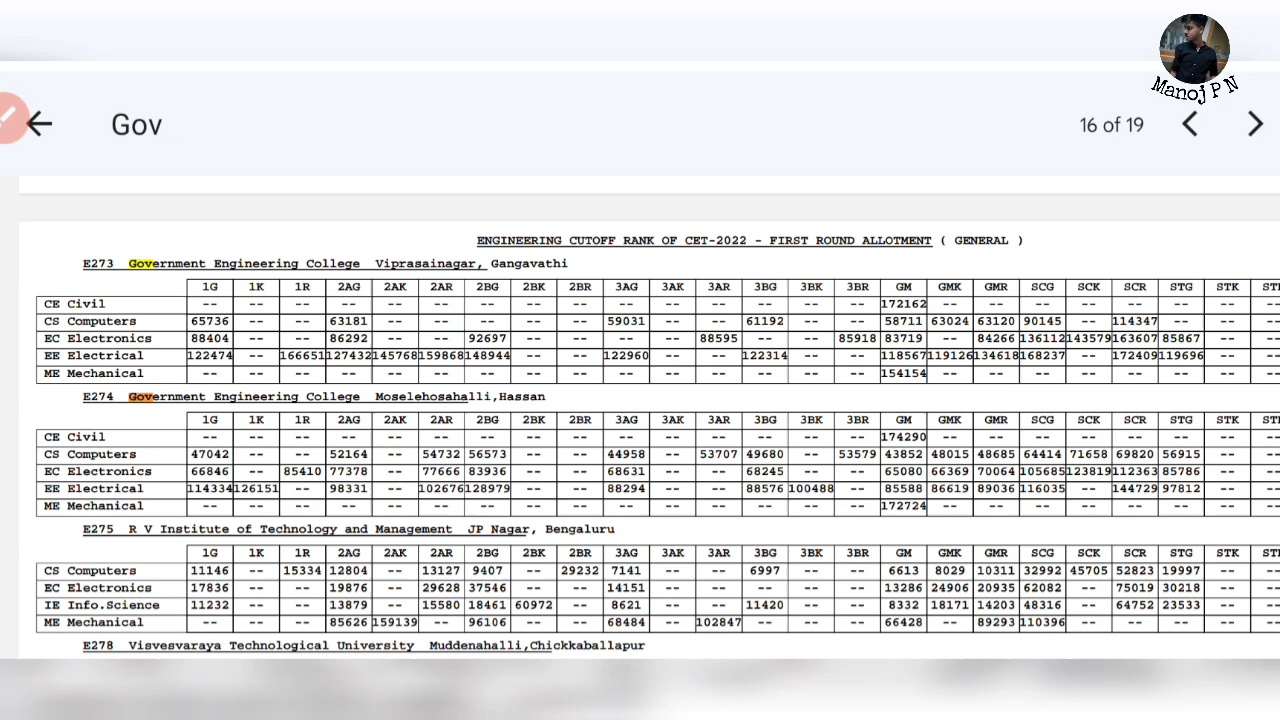 Manoj P N
Gov 16 of 19
ENGINEERING CUTOFF RANK OF CET-2022 - FIRST ROUND ALLOTMENT ( GENERAL )
E273 Government Engineering College Viprasainagar, Gangavathi
1G 1K 1R 2AG 2AK 2AR 2BG 2BK 2BR 3AG 3AK 3AR 3BG 3BK 3BR GM GMK GMR SCG SCK SCR STG STK
CE Civil -- -- -- -- -- -- -- -- -- -- -- -- -- -- -- 172162 -- -- -- -- -- -- -- --
CS Computers 65736 -- -- 63181 -- -- -- -- -- 59031 -- -- 61192 -- -- 58711 63024 63120 90145 -- 114347 -- -- --
EC Electronics 88404 -- -- 86292 -- -- 92697 -- -- -- -- 88595 -- -- 85918 83719 -- 84266 136112 143579 163607 85867 -- --
EE Electrical 122474 -- 166651 127432 145768 159868 148944 -- -- 122960 -- -- 122314 -- -- 118567 119126 134618 168237 -- 172409 119696 -- --
ME Mechanical -- -- -- -- -- -- -- -- -- -- -- -- -- -- -- 154154 -- -- -- -- -- -- -- --
E274 Government Engineering College Moselehosahalli,Hassan
1G 1K 1R 2AG 2AK 2AR 2BG 2BK 2BR 3AG 3AK 3AR 3BG 3BK 3BR GM GMK GMR SCG SCK SCR STG STK
CE Civil -- -- -- -- -- -- -- -- -- -- -- -- -- -- -- 174290 -- -- -- -- -- -- -- --
CS Computers 47042 -- -- 52164 -- 54732 56573 -- -- 44958 -- 53707 49680 -- 53579 43852 48015 48685 64414 71658 69820 56915 -- --
EC Electronics 66846 -- 85410 77378 -- 77666 83936 -- -- 68631 -- -- 68245 -- -- 65080 66369 70064 105685 123819 112363 85786 -- --
EE Electrical 114334 126151 -- 98331 -- 102676 128979 -- -- 88294 -- -- 88576 100488 -- 85588 86619 89036 116035 -- 144729 97812 -- --
ME Mechanical -- -- -- -- -- -- -- -- -- -- -- -- -- -- -- 172724 -- -- -- -- -- -- -- --
E275 R V Institute of Technology and Management JP Nagar, Bengaluru
1G 1K 1R 2AG 2AK 2AR 2BG 2BK 2BR 3AG 3AK 3AR 3BG 3BK 3BR GM GMK GMR SCG SCK SCR STG STK
CS Computers 11146 -- 15334 12804 -- 13127 9407 -- 29232 7141 -- -- 6997 -- -- 6613 8029 10311 32992 45705 52823 19997 -- --
EC Electronics 17836 -- -- 19876 -- 29628 37546 -- -- 14151 -- -- -- -- -- 13286 24906 20935 62082 -- 75019 30218 -- --
IE Info.Science 11232 -- -- 13879 -- 15580 18461 60972 -- 8621 -- -- 11420 -- -- 8332 18171 14203 48316 -- 64752 23533 -- --
ME Mechanical -- -- -- 85626 159139 -- 96106 -- -- 68484 -- 102847 -- -- -- 66428 -- 89293 110396 -- -- -- -- --
E278 Visvesvaraya Technological University Muddenahalli,Chickkaballapur